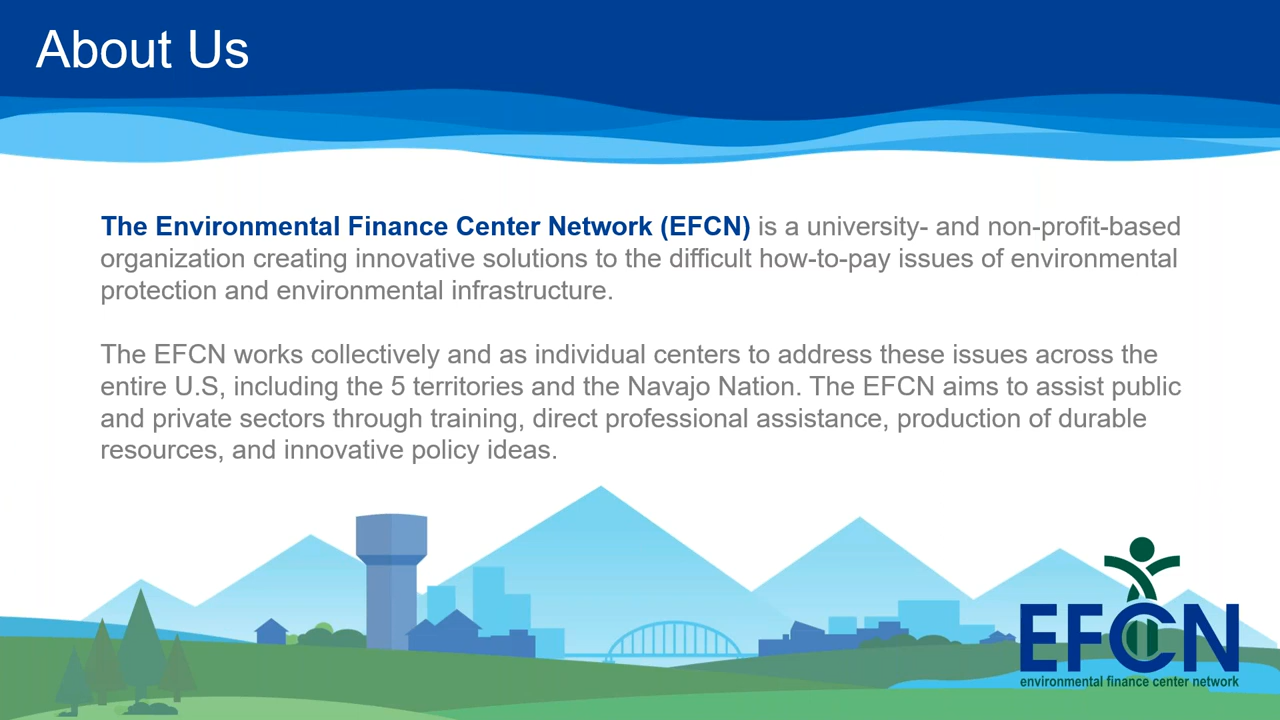 About Us
The Environmental Finance Center Network (EFCN) is a university- and non-profit-based
organization creating innovative solutions to the difficult how-to-pay issues of environmental
protection and environmental infrastructure.
The EFCN works collectively and as individual centers to address these issues across the
entire U.S, including the 5 territories and the Navajo Nation. The EFCN aims to assist public
and private sectors through training, direct professional assistance, production of durable
resources, and innovative policy ideas.
EFCN
environmental finance center network